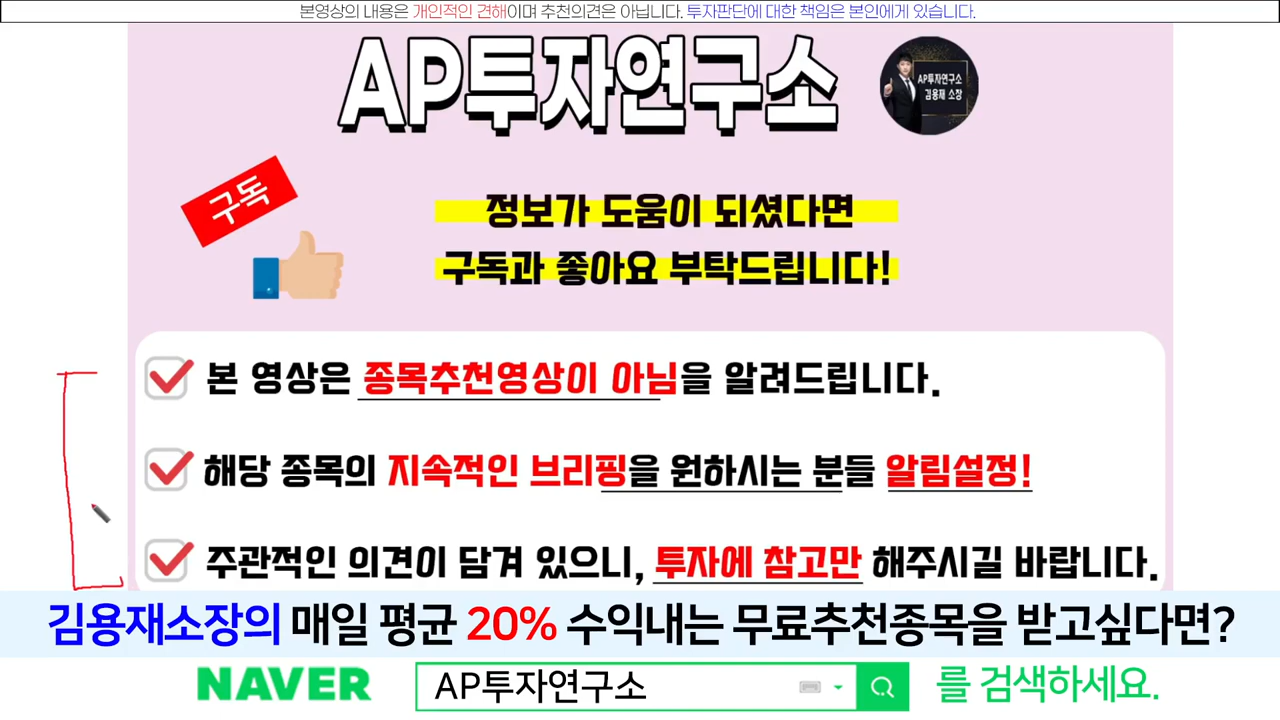 본영상의 내용은 개인적인 견해이며 추천의견은 아닙니다. 투자판단에 대한 책임은 본인에게 있습니다.
AP투자연구소
AP투자연구소
김용재 소장
구독
정보가 도움이 되셨다면
구독과 좋아요 부탁드립니다!
본 영상은 종목추천영상이 아님을 알려드립니다.
해당 종목의 지속적인 브리핑을 원하시는 분들 알림설정!
주관적인 의견이 담겨 있으니, 투자에 참고만 해주시길 바랍니다.
김용재소장의 매일 평균 20% 수익내는 무료추천종목을 받고싶다면?
NAVER AP투자연구소 를 검색하세요.